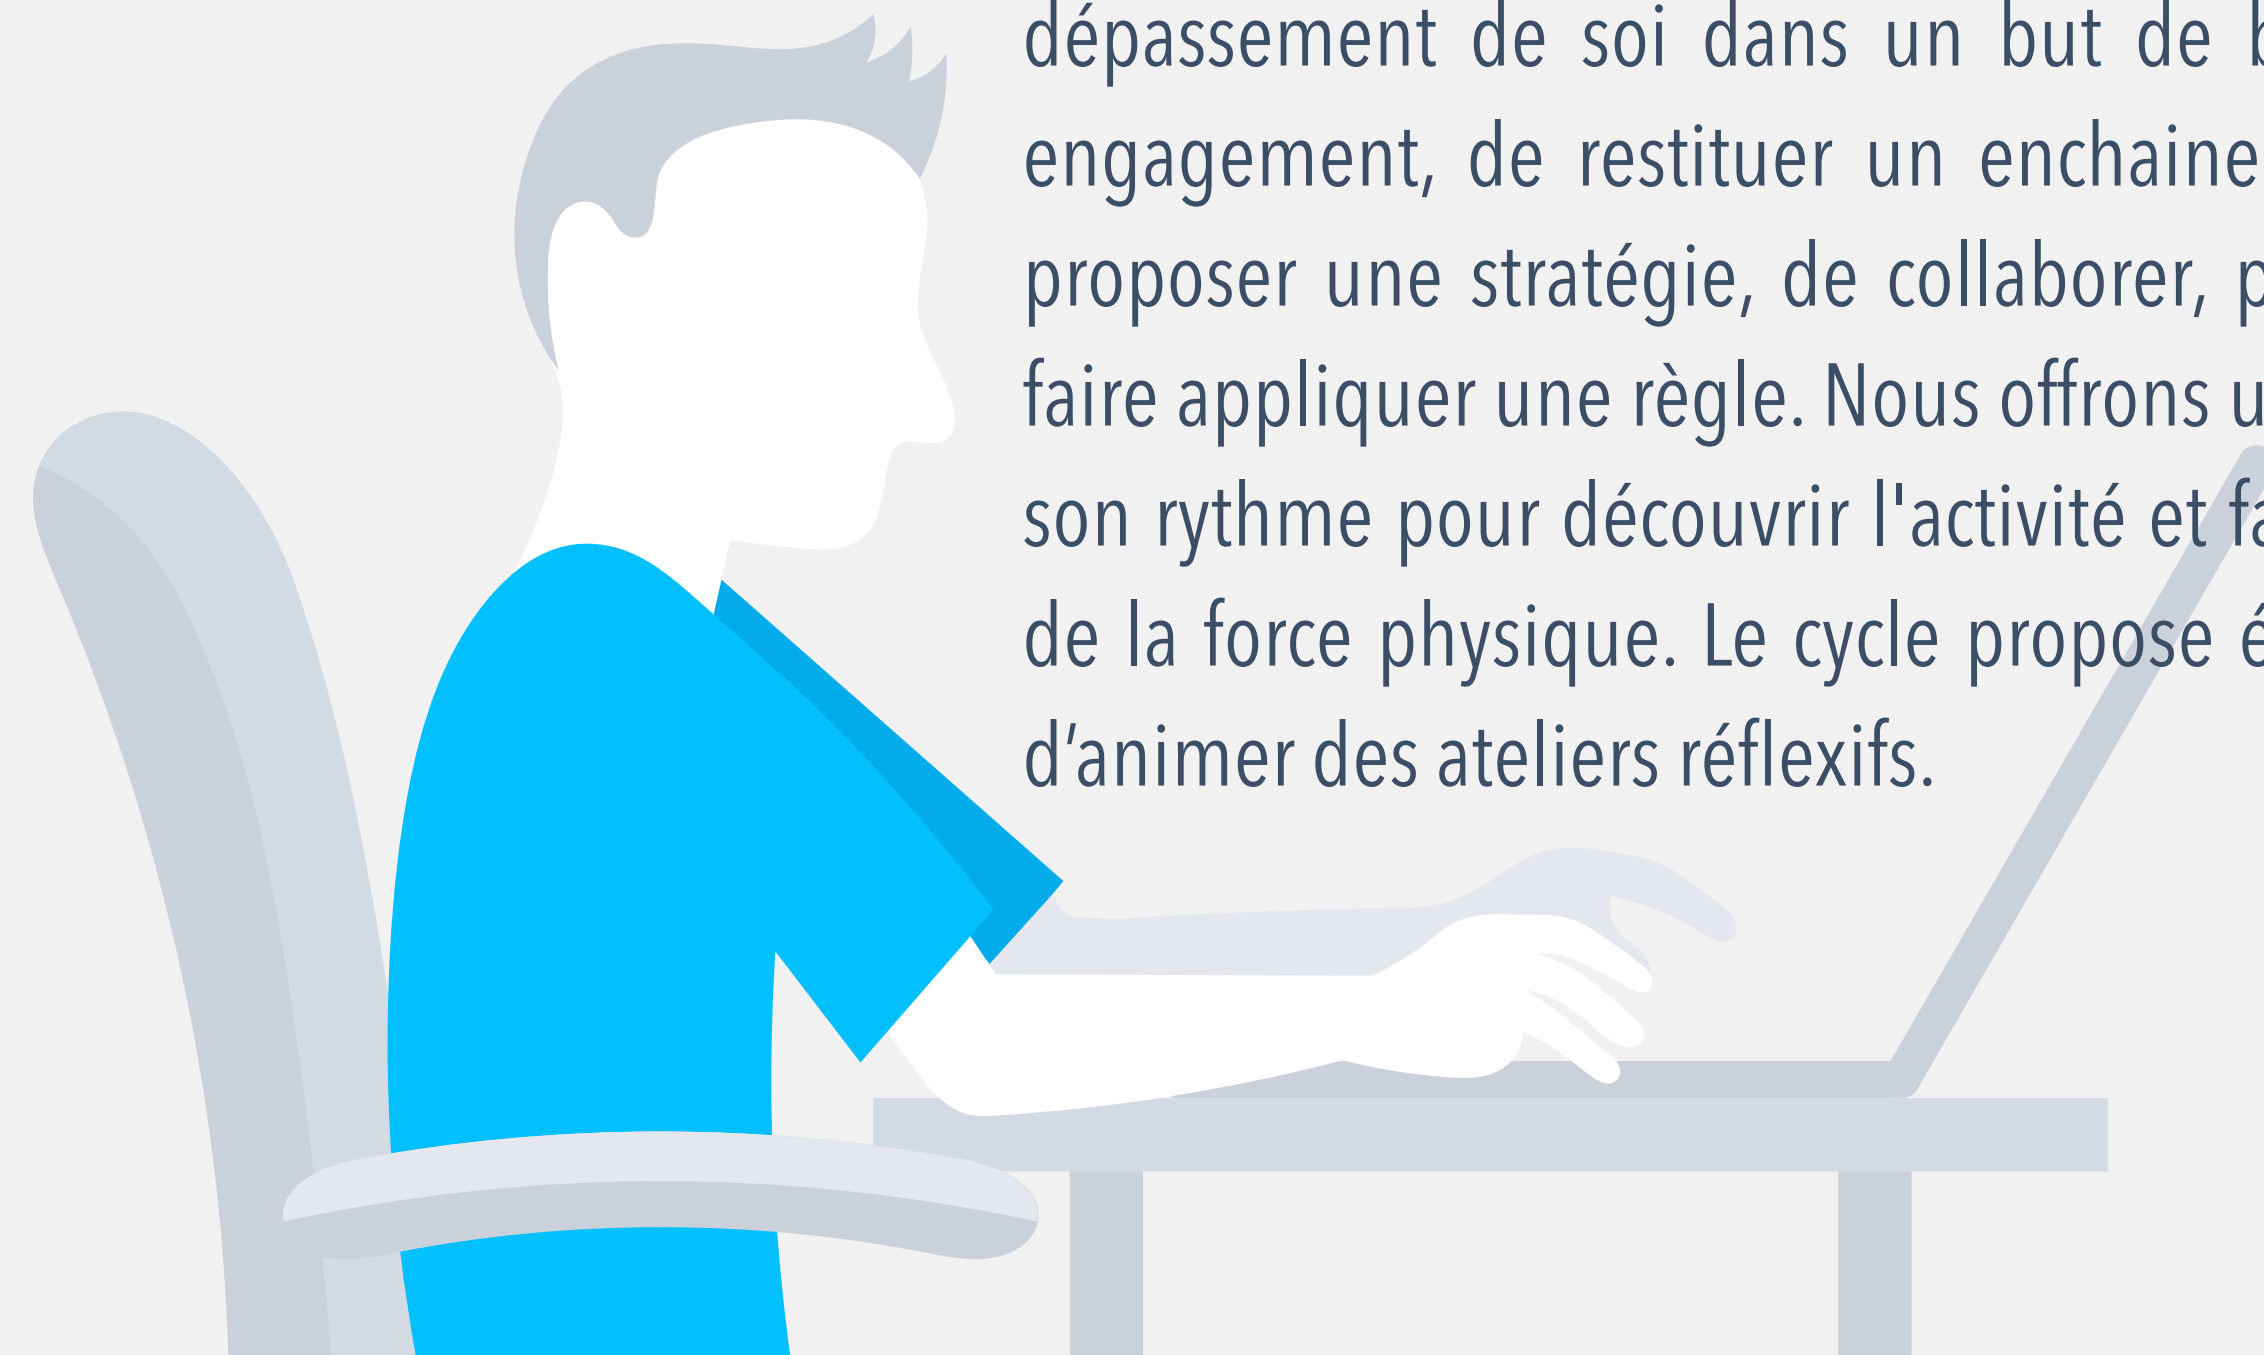 dépassement de soi dans un but de
engagement, de restituer un
proposer une stratégie, de collaborer,
faire appliquer une règle. Nous offrons
son rythme pour découvrir l'activité et
de la force physique. Le cycle propose
d’animer des ateliers réflexifs.